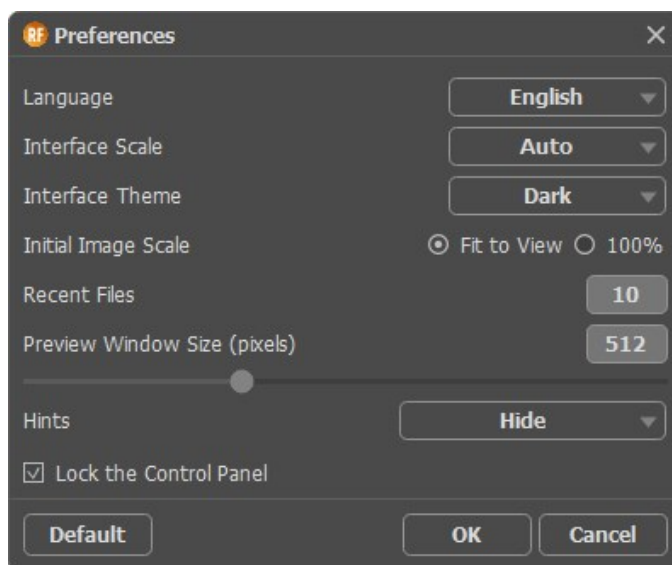 RF Preferences
Language English
Interface Scale Auto
Interface Theme Dark
Initial Image Scale Fit to View 100%
Recent Files 10
Preview Window Size (pixels) 512
Hints Hide
Lock the Control Panel
Default OK Cancel